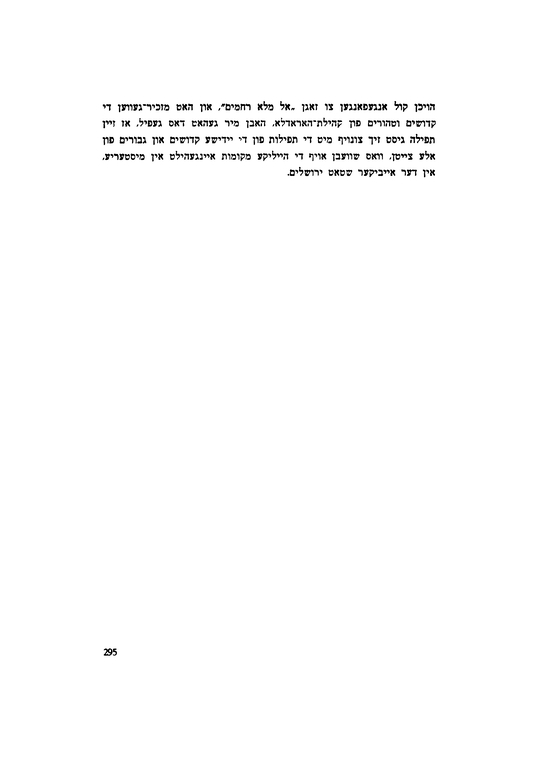 הויכן קול אנגעפאנגען צו זאגן „אל מלא רחמים״, און האט מזכיר־געווען די
קדושים וטהורים פון קהילת־האראדלא, האבן מיר געהאט דאס געפיל, אז זיין
תפילה גיסט זיך צונויף מיט די תפילות פון די יידישע קדושים און גבורים פון
אלע צייטן, וואס שוועבן אויף די הייליקע מקומות איינגעהילט אין מיסטעריע,
אין דער אייביקער שטאט ירושלים.
295